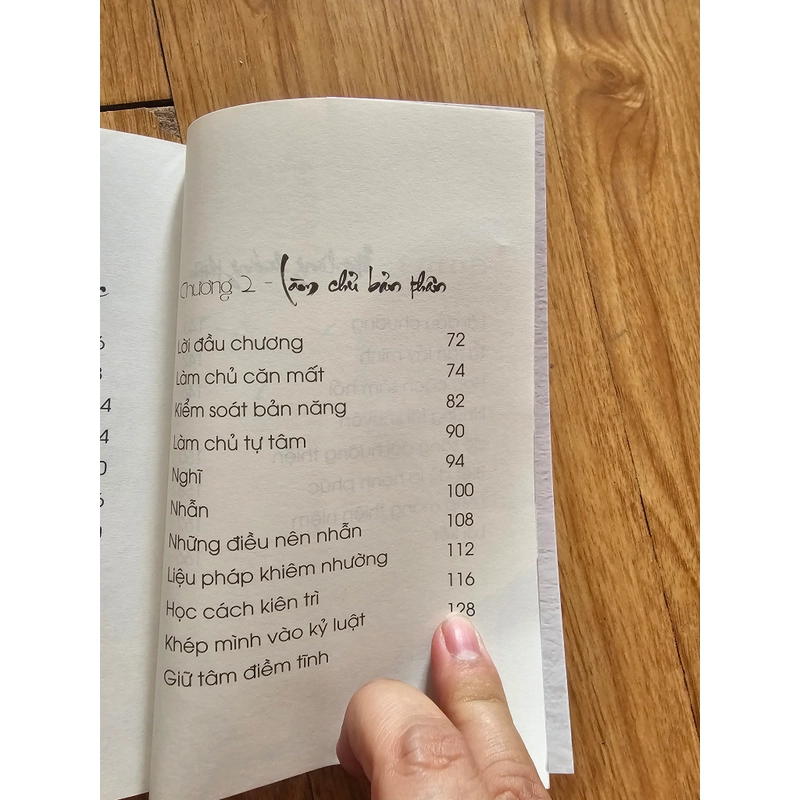 Chương 2 - Làm chủ bản thân
Lời đầu chương 72
Làm chủ căn mất 74
Kiểm soát bản năng 82
Làm chủ tự tâm 90
Nghĩ 94
Nhẫn 100
Những điều nên nhẫn 108
Liệu pháp khiêm nhường 112
Học cách kiên trì 116
Khép mình vào kỷ luật 128
Giữ tâm điềm tĩnh